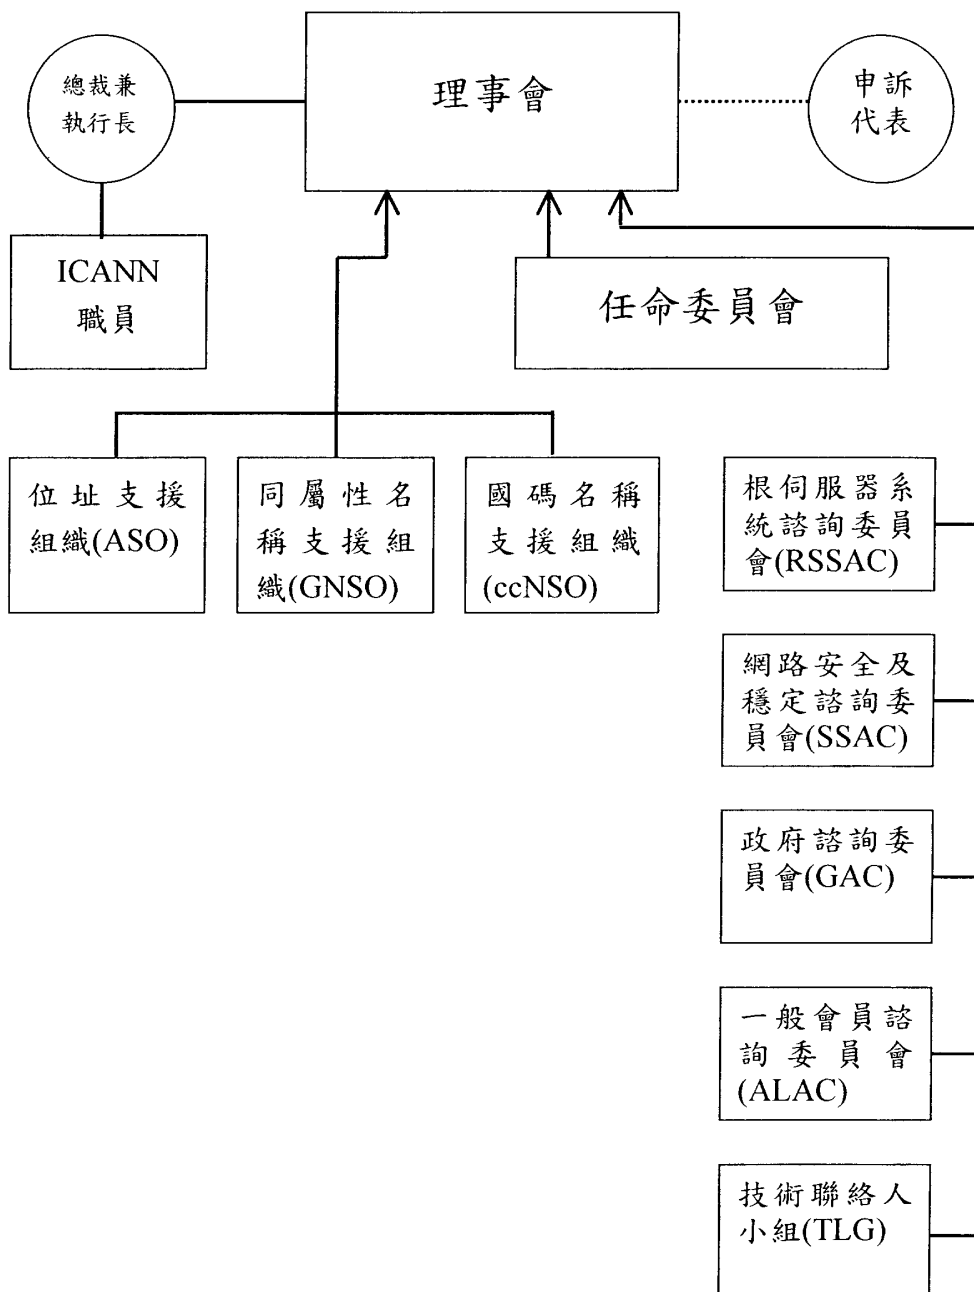 總裁兼
執行長
理事會
申訴
代表
ICANN
職員
任命委員會
位址支援
組織(ASO)
同屬性名
稱支援組
織(GNSO)
國碼名稱
支援組織
(ccNSO)
根伺服器系
統諮詢委員
會(RSSAC)
網路安全及
穩定諮詢委
員會(SSAC)
政府諮詢委
員會(GAC)
一般會員諮
詢委員會
(ALAC)
技術聯絡人
小組(TLG)